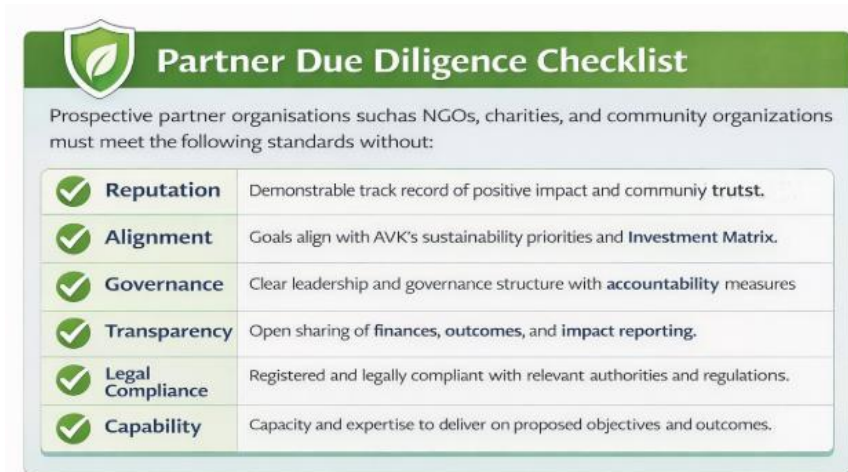 Partner Due Diligence Checklist
Prospective partner organisations suchas NGOs, charities, and community organizations
must meet the following standards without:
Reputation Demonstrable track record of positive impact and communiy trutst.
Alignment Goals align with AVK's sustainability priorities and Investment Matrix.
Governance Clear leadership and governance structure with accountability measures
Transparency Open sharing of finances, outcomes, and impact reporting.
Legal
Compliance Registered and legally compliant with relevant authorities and regulations.
Capability Capacity and expertise to deliver on proposed objectives and outcomes.